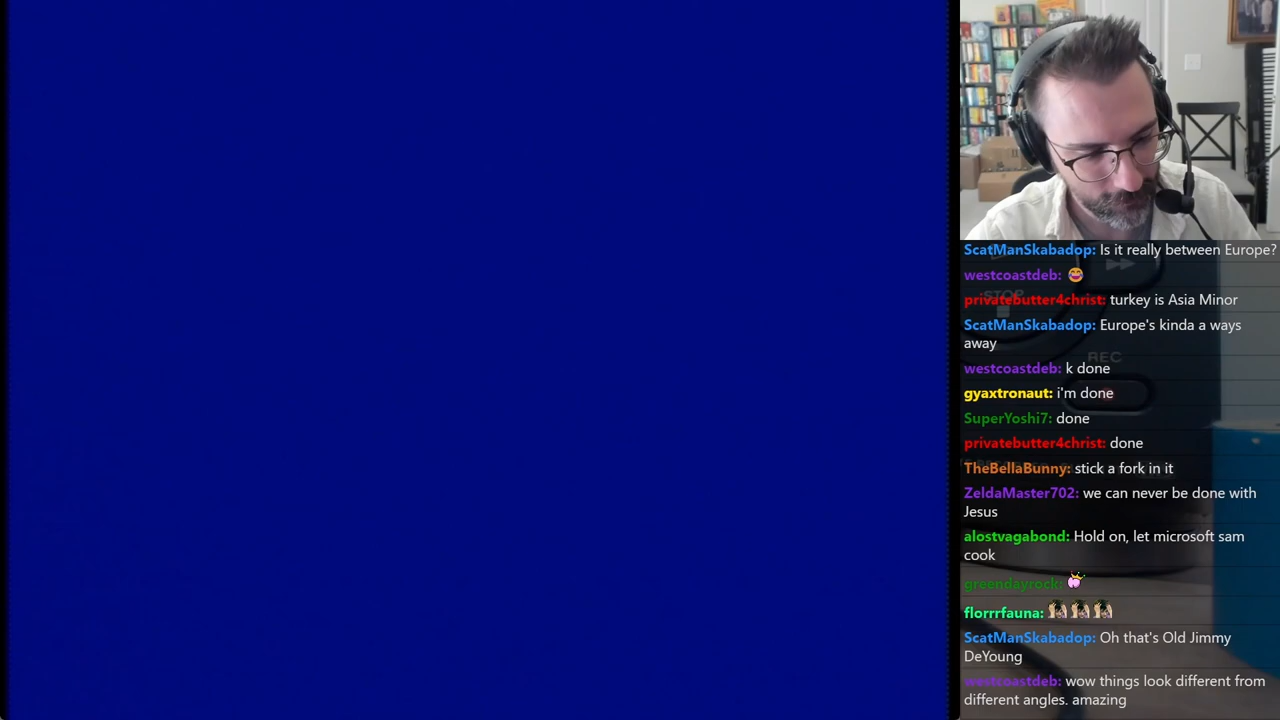 ScatManSkabadop: Is it really between Europe?
westcoastdeb: 😂
privatebutter4christ: turkey is Asia Minor
ScatManSkabadop: Europe's kinda a ways
away
westcoastdeb: k done
gyaxtronaut: i'm done
SuperYoshi7: done
privatebutter4christ: done
TheBellaBunny: stick a fork in it
ZeldaMaster702: we can never be done with
Jesus
alostvagabond: Hold on, let microsoft sam
cook
greendayrock:
florrrfauna:
ScatManSkabadop: Oh that's Old Jimmy
DeYoung
westcoastdeb: wow things look different from
different angles. amazing
STOP
REC